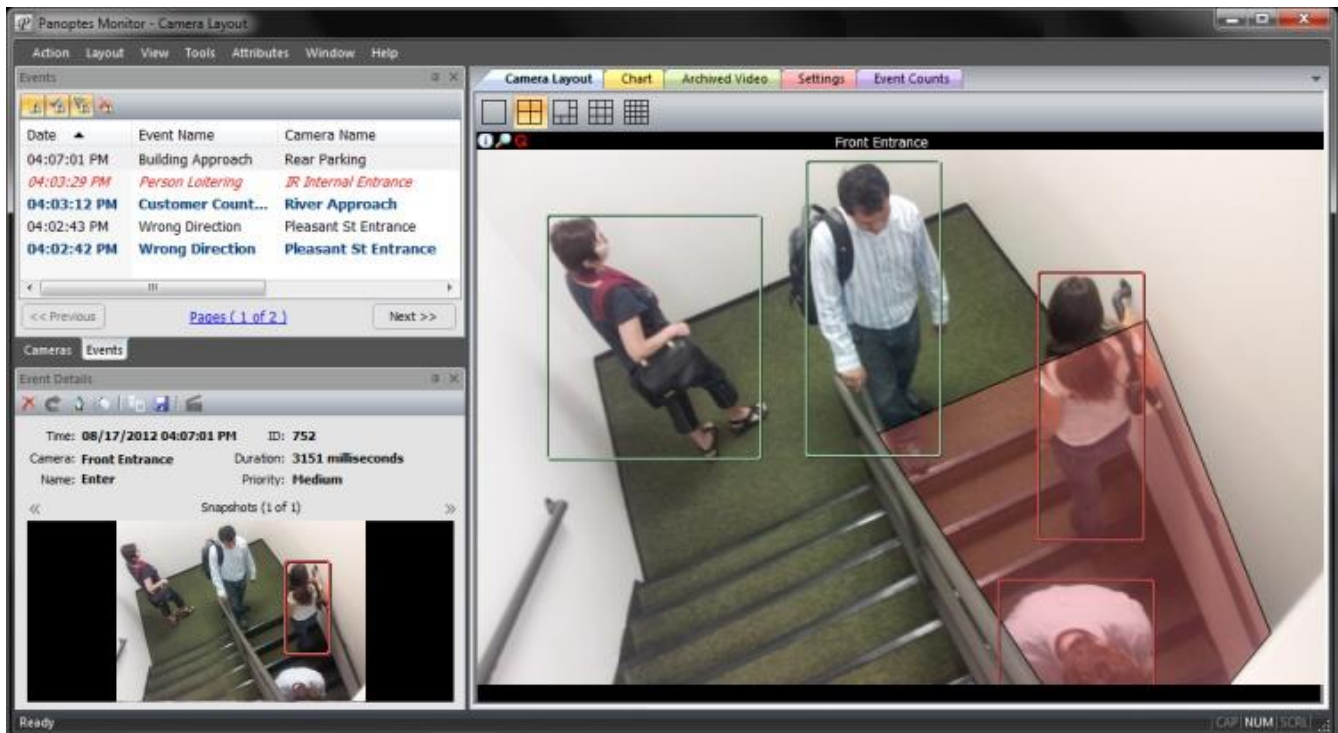 Panoptes Monitor - Camera Layout
Action Layout View Tools Attributes Window Help
Events
Date Event Name Camera Name
04:07:01 PM Building Approach Rear Parking
04:03:29 PM Person Loitering IR Internal Entrance
04:03:12 PM Customer Count... River Approach
04:02:43 PM Wrong Direction Pleasant St Entrance
04:02:42 PM Wrong Direction Pleasant St Entrance
<< Previous Pages ( 1 of 2 ) Next >>
Cameras Events
Event Details
Time: 08/17/2012 04:07:01 PM ID: 752
Camera: Front Entrance Duration: 3151 milliseconds
Name: Enter Priority: Medium
Snapshots (1 of 1)
Camera Layout Chart Archived Video Settings Event Counts
Front Entrance
Ready
CAP NUM SCRL